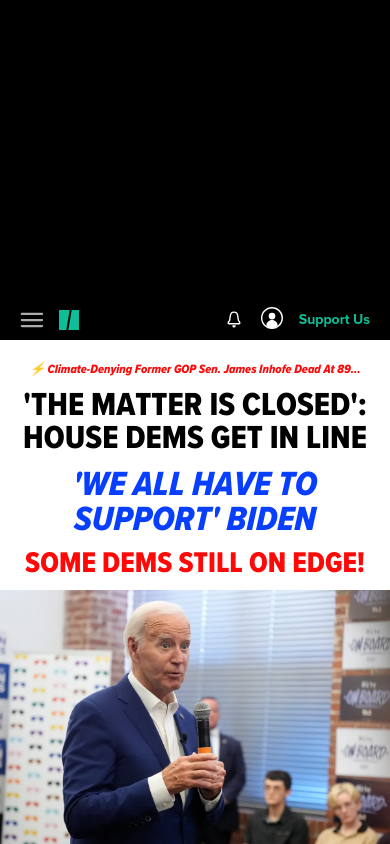 Support Us
⚡Climate-Denying Former GOP Sen. James Inhofe Dead At 89...
'THE MATTER IS CLOSED':
HOUSE DEMS GET IN LINE
'WE ALL HAVE TO
SUPPORT' BIDEN
SOME DEMS STILL ON EDGE!
ON BOARD
ON BOARD
ON BOARD